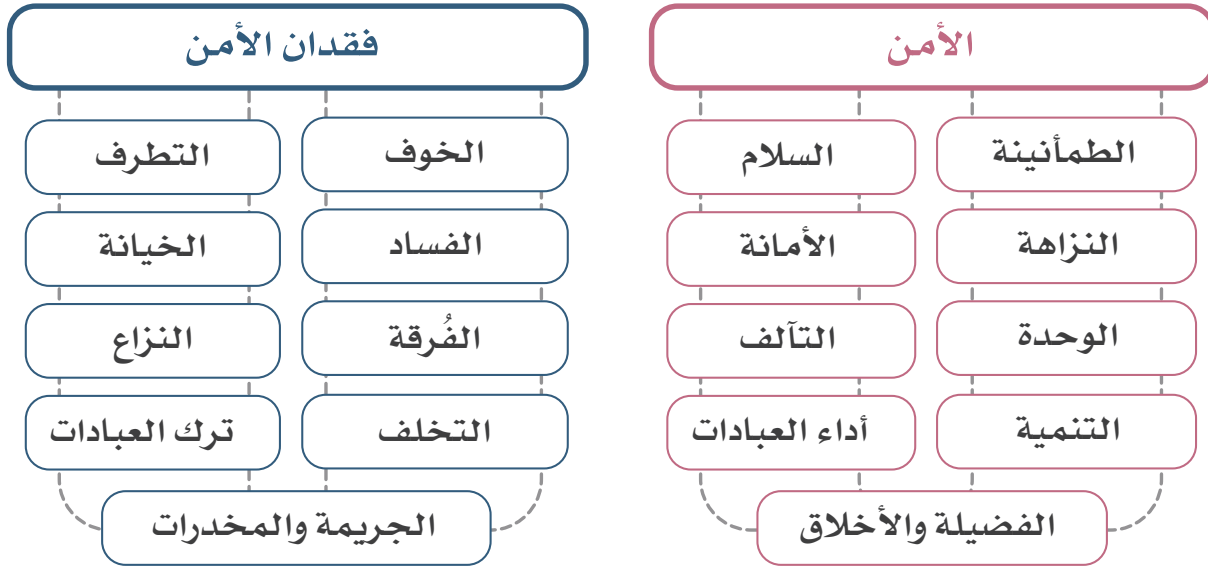 الأمن
الطمأنينة
السلام
النزاهة
الأمانة
الوحدة
التآلف
التنمية
أداء العبادات
الفضيلة والأخلاق
فقدان الأمن
الخوف
التطرف
الفساد
الخيانة
الفُرقة
النزاع
التخلف
ترك العبادات
الجريمة والمخدرات